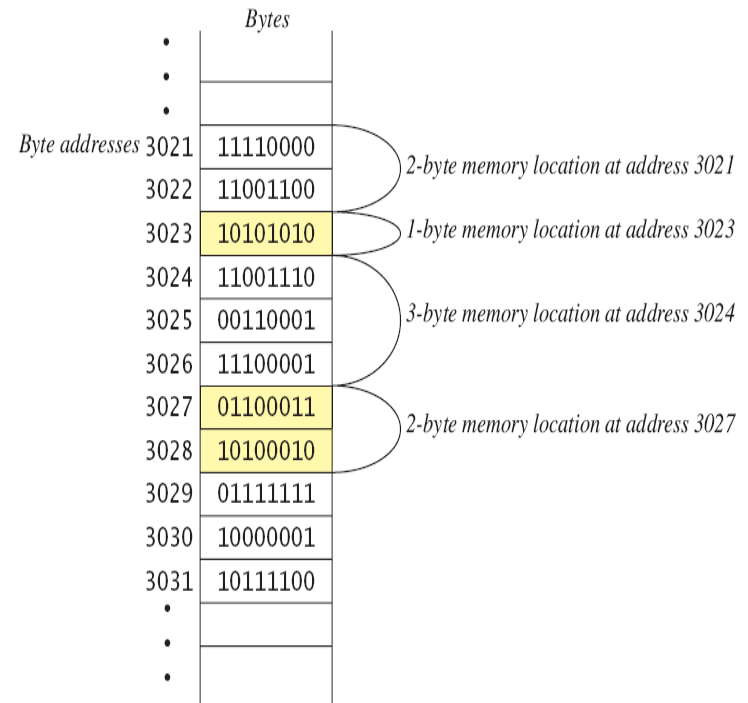 Bytes
Byte addresses 3021 11110000
2-byte memory location at address 3021
3022 11001100
3023 10101010
1-byte memory location at address 3023
3024 11001110
3025 00110001
3-byte memory location at address 3024
3026 11100001
3027 01100011
2-byte memory location at address 3027
3028 10100010
3029 01111111
3030 10000001
3031 10111100